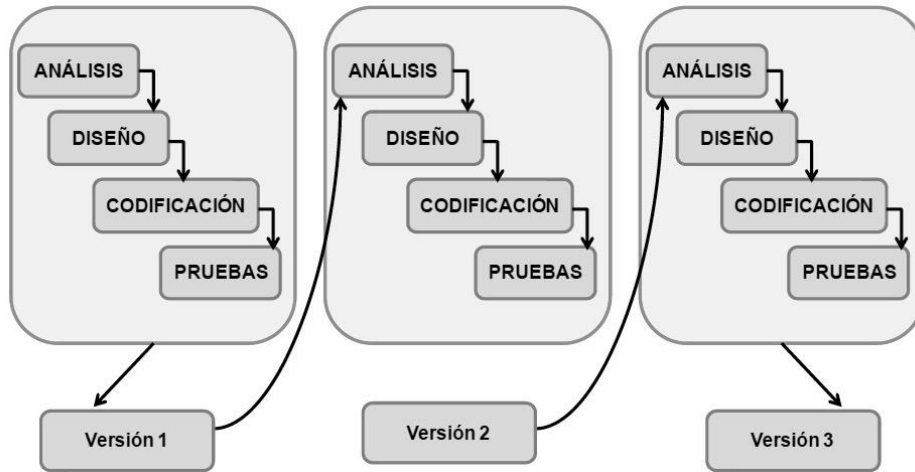 ANÁLISIS
DISEÑO
CODIFICACIÓN
PRUEBAS
ANÁLISIS
DISEÑO
CODIFICACIÓN
PRUEBAS
ANÁLISIS
DISEÑO
CODIFICACIÓN
PRUEBAS
Versión 1
Versión 2
Versión 3